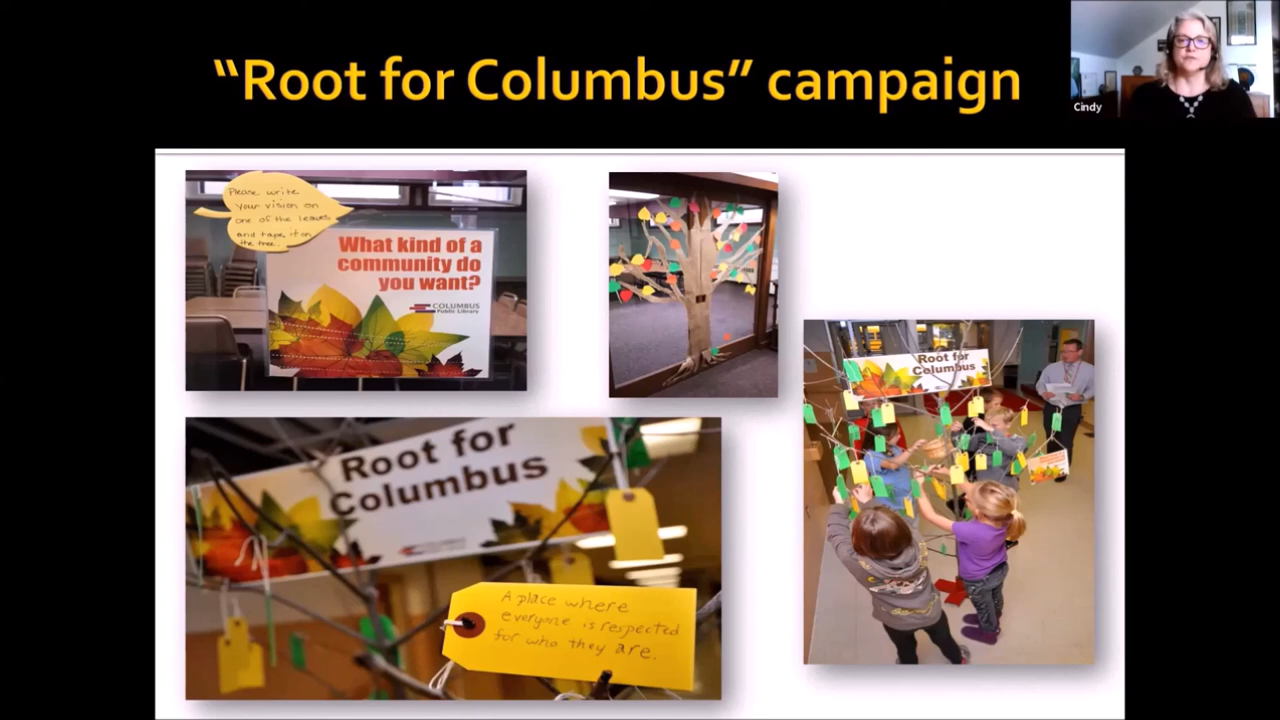 “Root for Columbus” campaign
Cindy
Please write
your vision on
one of the leaves
and tape it on
the tree.
What kind of a
community do
you want?
COLUMBUS
Public Library
Root for
Columbus
Root for
Columbus
A place where
everyone is respected
for who they are.